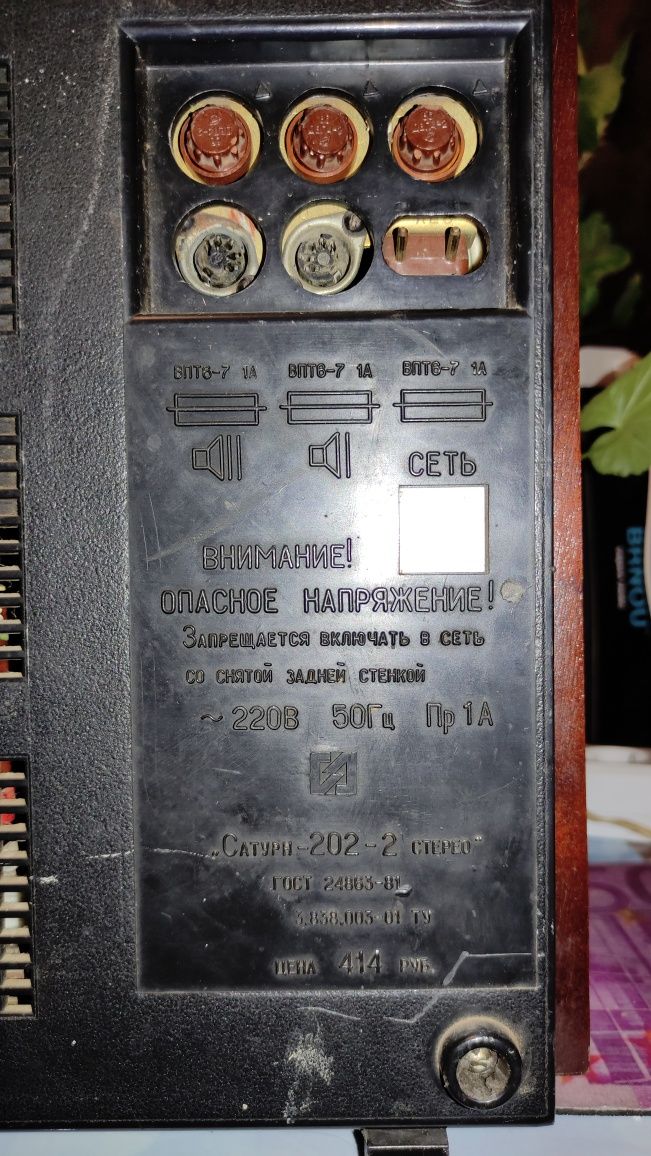 ВПТ6-7 1А ВПТ6-7 1А ВПТ6-7 1А
СЕТЬ
ВНИМАНИЕ!
ОПАСНОЕ НАПРЯЖЕНИЕ!
ЗАПРЕЩАЕТСЯ ВКЛЮЧАТЬ В СЕТЬ
СО СНЯТОЙ ЗАДНЕЙ СТЕНКОЙ
~ 220В 50Гц Пр 1А
„САТУРН-202-2 СТЕРЕО"
ГОСТ 24863-81
3.838.003-01 ТУ
ЦЕНА 414 РУБ.